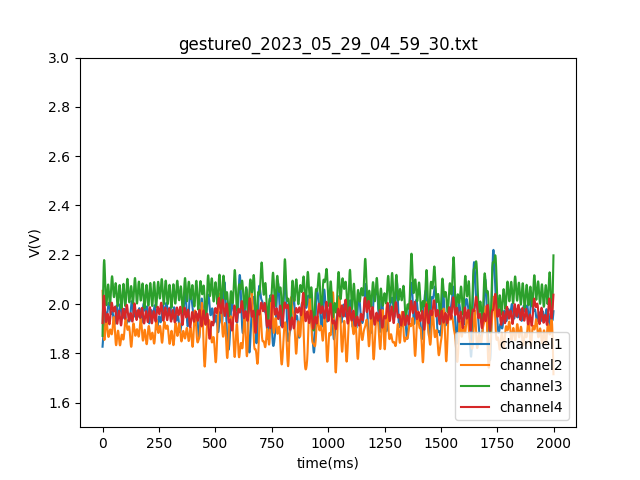 gesture0_2023_05_29_04_59_30.txt
3.0
2.8
2.6
2.4
2.2
2.0
1.8
1.6
V(V)
channel1
channel2
channel3
channel4
0 250 500 750 1000 1250 1500 1750 2000
time(ms)